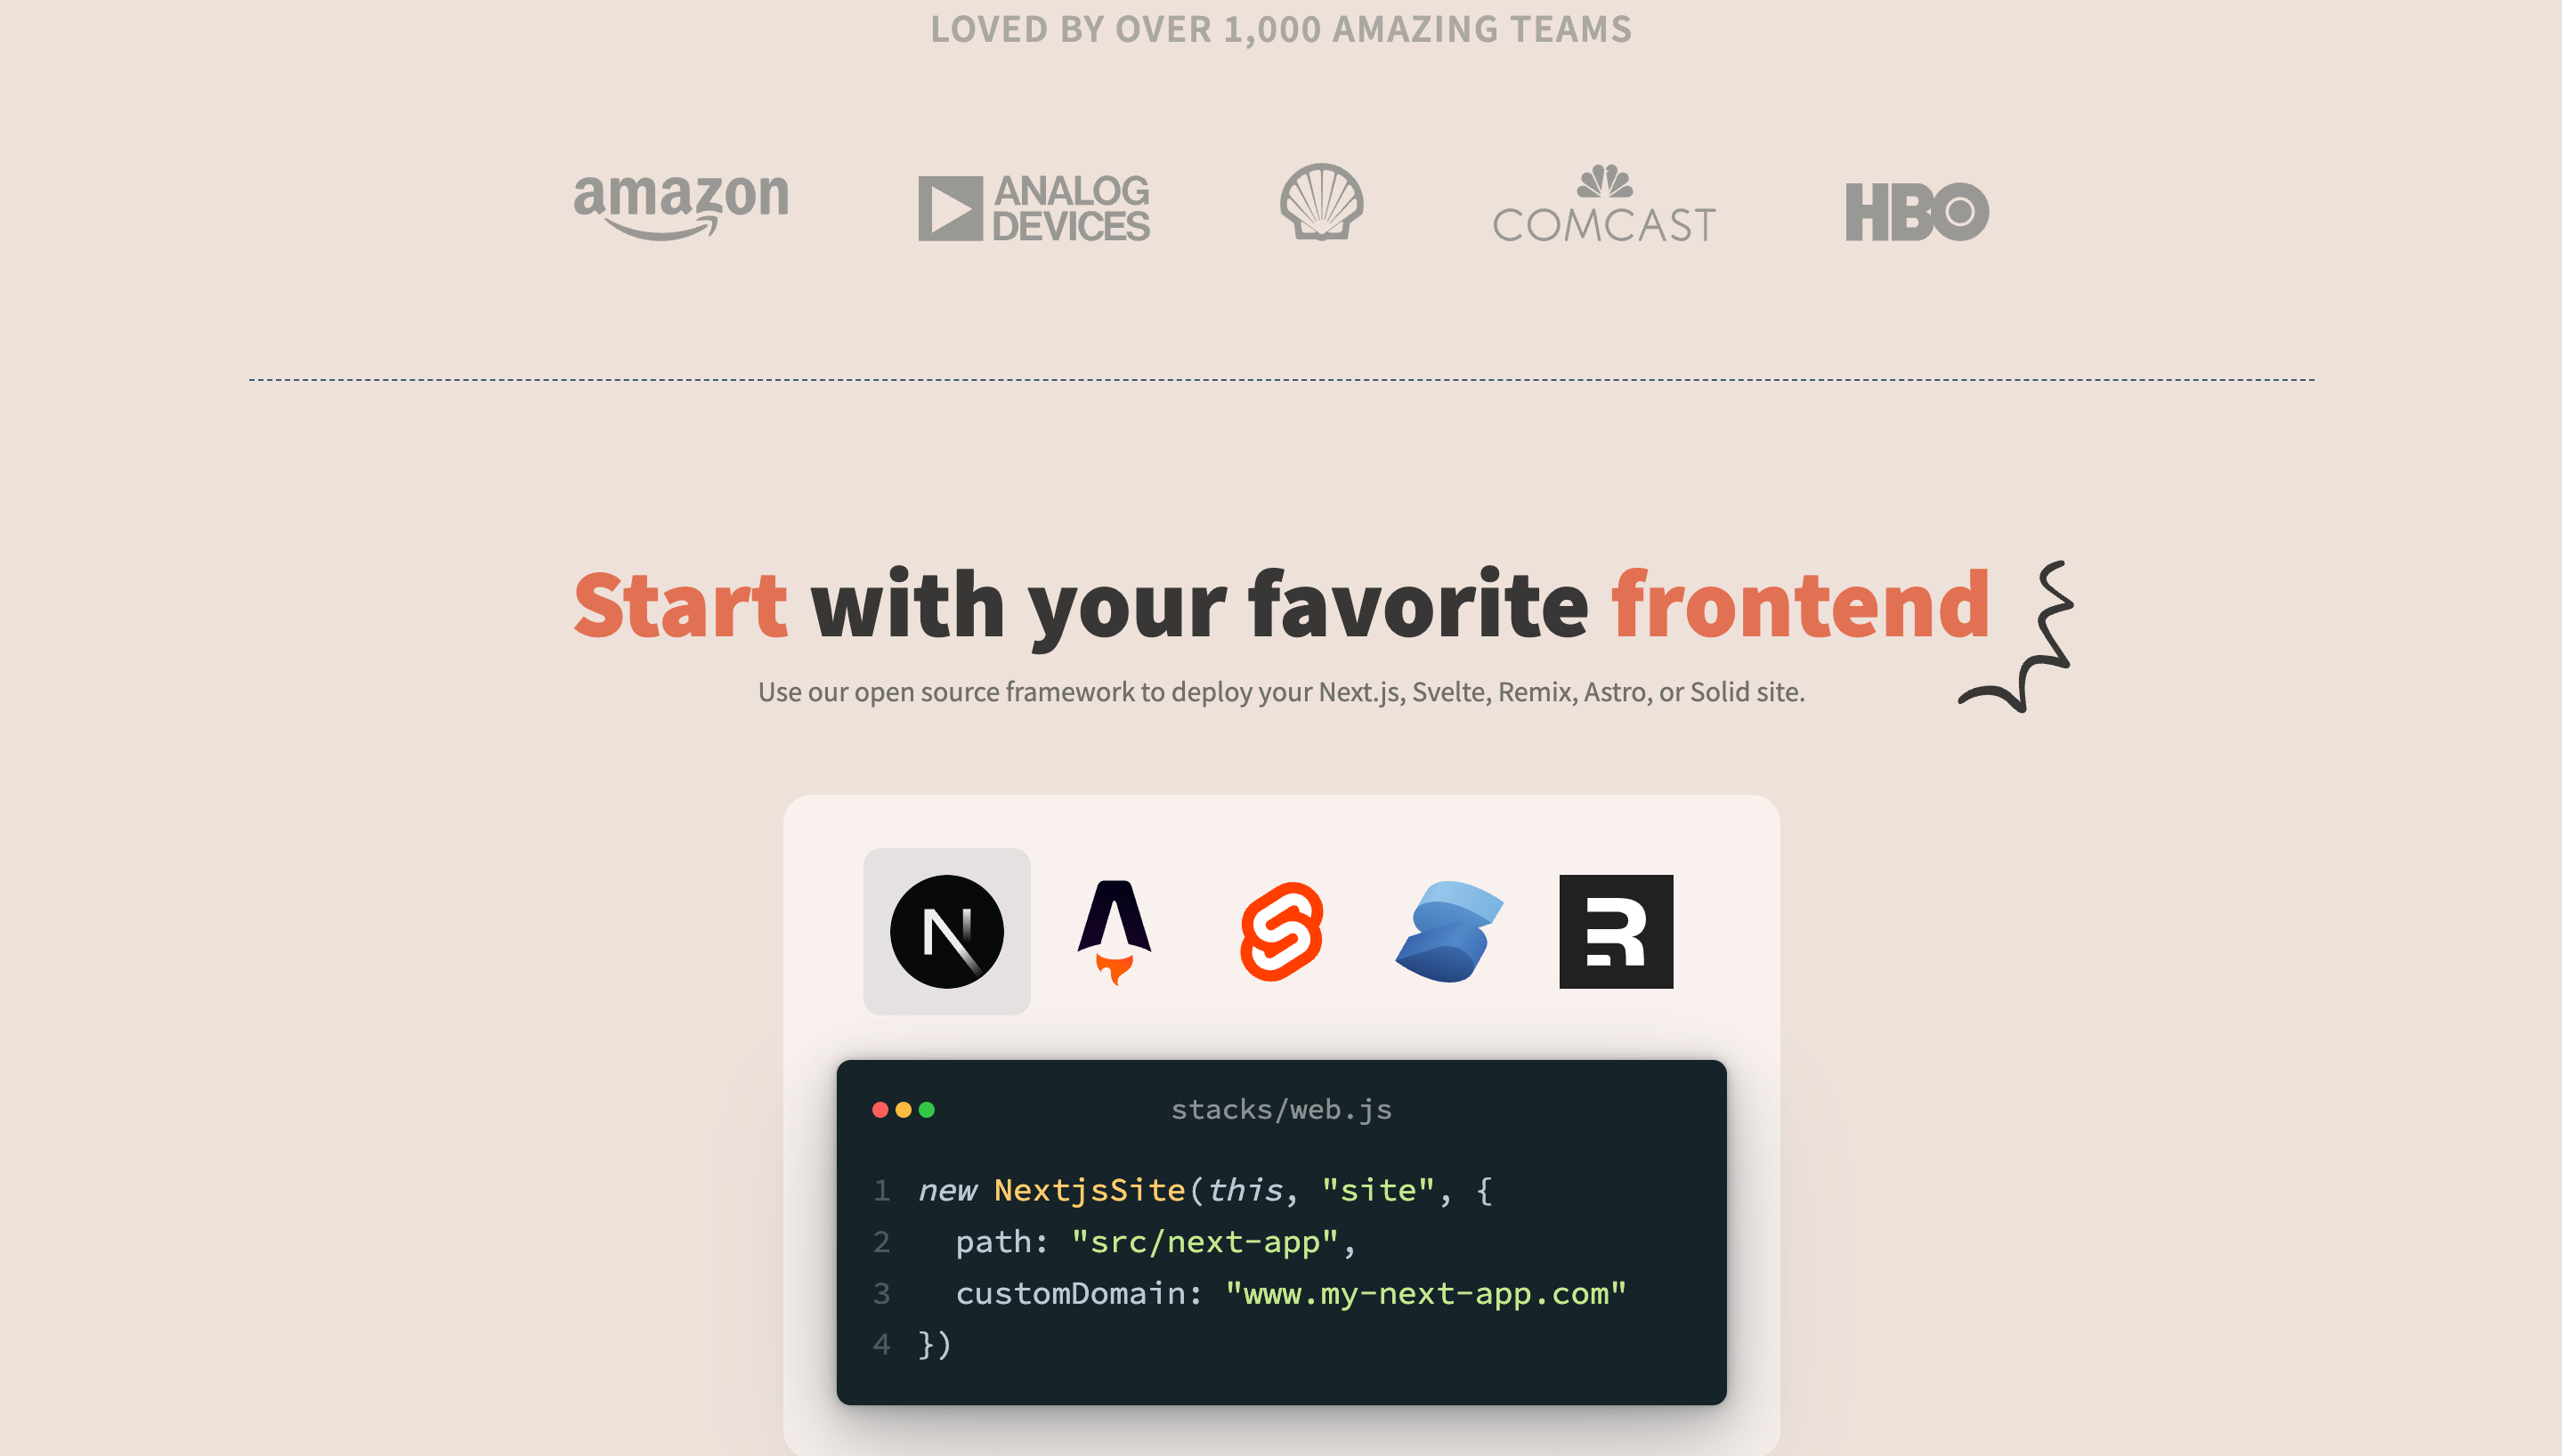 LOVED BY OVER 1,000 AMAZING TEAMS
amazon
ANALOG
DEVICES
COMCAST
HBO
Start with your favorite frontend
Use our open source framework to deploy your Next.js, Svelte, Remix, Astro, or Solid site.
stacks/web.js
1 new NextjsSite(this, "site", {
2 path: "src/next-app",
3 customDomain: "www.my-next-app.com"
4 })